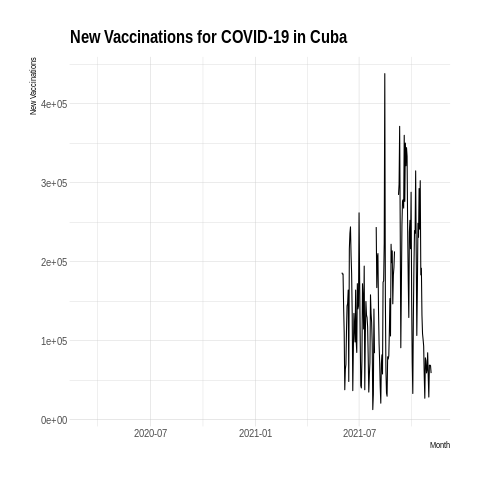 New Vaccinations for COVID-19 in Cuba
New Vaccinations
4e+05
3e+05
2e+05
1e+05
0e+00
2020-07 2021-01 2021-07
Month